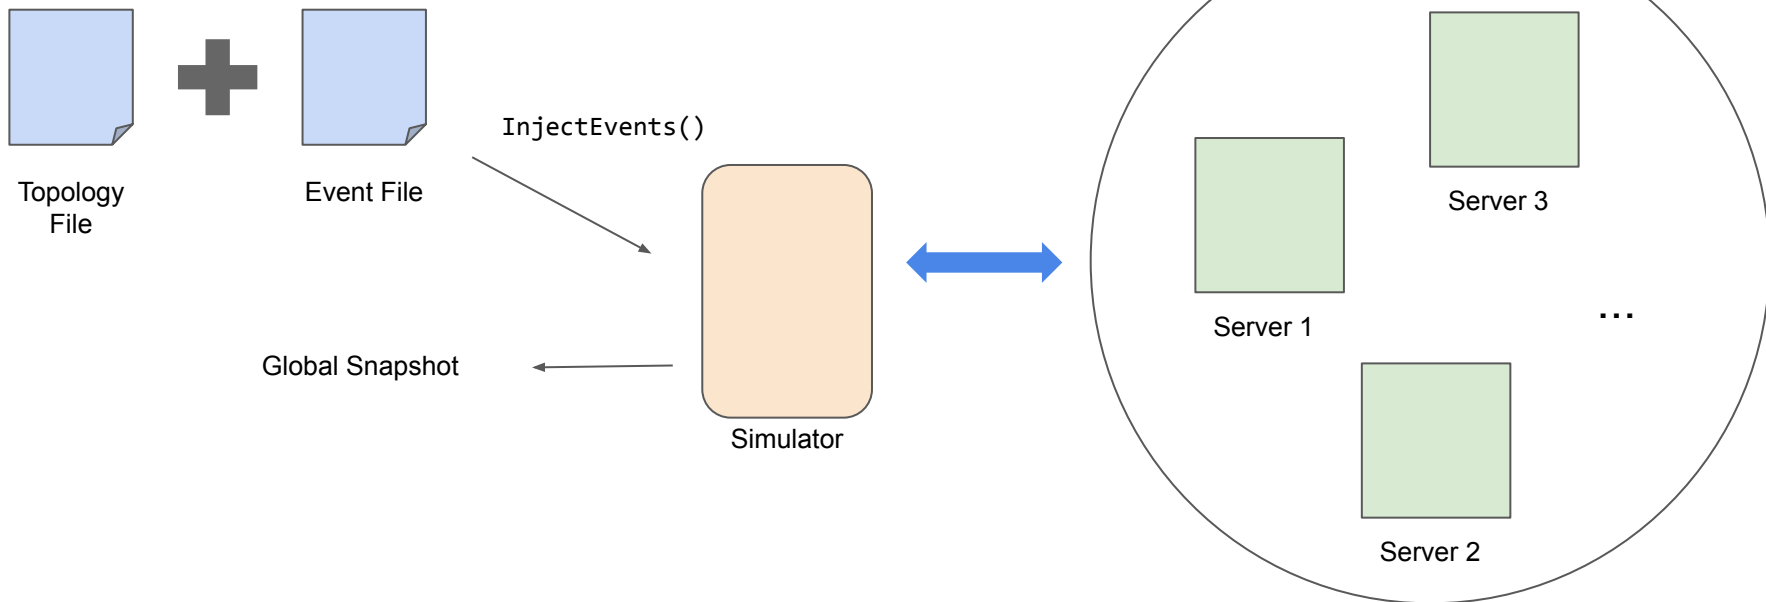 InjectEvents()
Topology
File
Event File
Server 3
Server 1
...
Global Snapshot
Simulator
Server 2